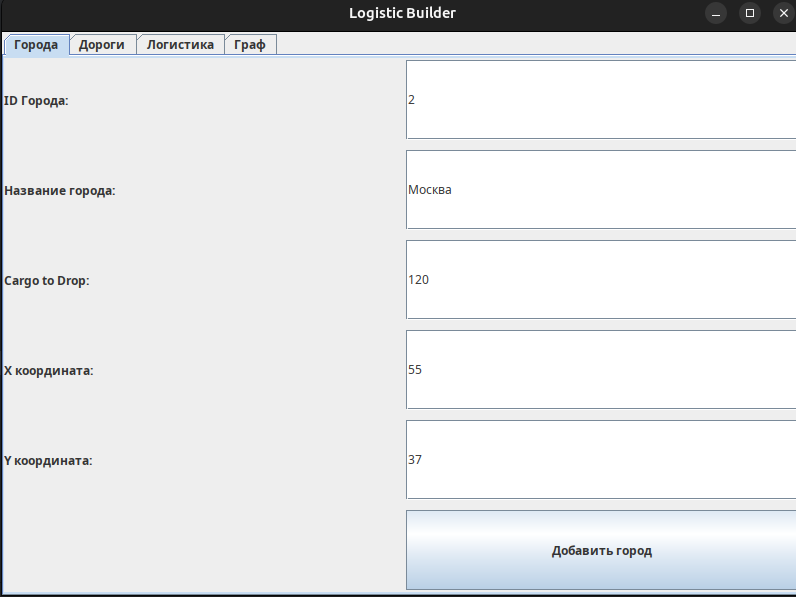 Logistic Builder
Города Дороги Логистика Граф
ID Города: 2
Название города: Москва
Cargo to Drop: 120
X координата: 55
Y координата: 37
Добавить город